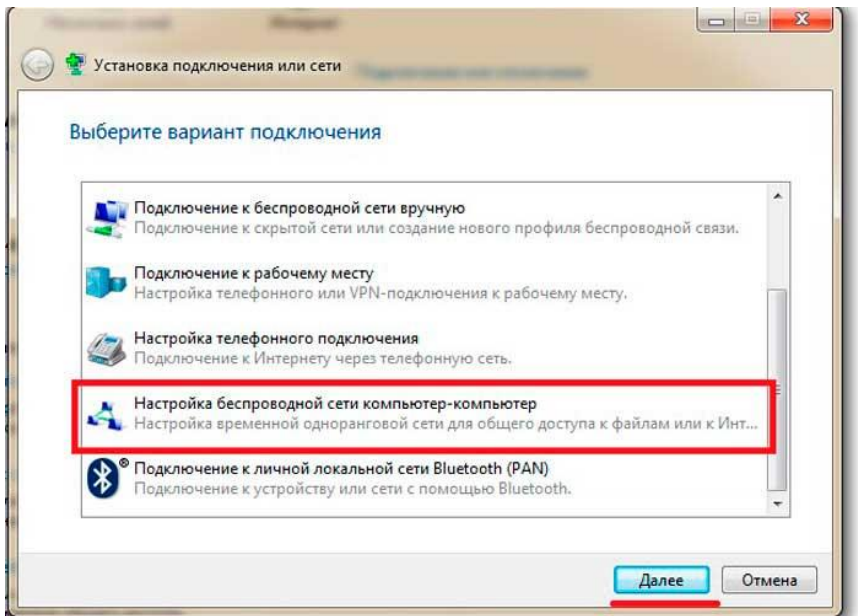 Установка подключения или сети
Выберите вариант подключения
Подключение к беспроводной сети вручную
Подключение к скрытой сети или создание нового профиля беспроводной связи.
Подключение к рабочему месту
Настройка телефонного или VPN-подключения к рабочему месту.
Настройка телефонного подключения
Подключение к Интернету через телефонную сеть.
Настройка беспроводной сети компьютер-компьютер
Настройка временной одноранговой сети для общего доступа к файлам или к Инт...
® Подключение к личной локальной сети Bluetooth (PAN)
Подключение к устройству или сети с помощью Bluetooth.
Далее Отмена